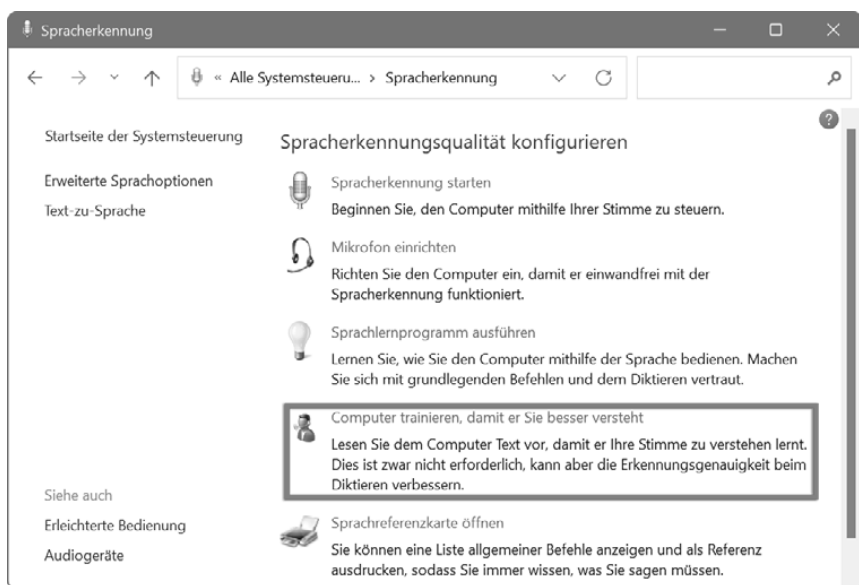 Spracherkennung
« Alle Systemsteueru... › Spracherkennung
Startseite der Systemsteuerung
Erweiterte Sprachoptionen
Text-zu-Sprache
Siehe auch
Erleichterte Bedienung
Audiogeräte
Spracherkennungsqualität konfigurieren
Spracherkennung starten
Beginnen Sie, den Computer mithilfe Ihrer Stimme zu steuern.
Mikrofon einrichten
Richten Sie den Computer ein, damit er einwandfrei mit der
Spracherkennung funktioniert.
Sprachlernprogramm ausführen
Lernen Sie, wie Sie den Computer mithilfe der Sprache bedienen. Machen
Sie sich mit grundlegenden Befehlen und dem Diktieren vertraut.
Computer trainieren, damit er Sie besser versteht
Lesen Sie dem Computer Text vor, damit er Ihre Stimme zu verstehen lernt.
Dies ist zwar nicht erforderlich, kann aber die Erkennungsgenauigkeit beim
Diktieren verbessern.
Sprachreferenzkarte öffnen
Sie können eine Liste allgemeiner Befehle anzeigen und als Referenz
ausdrucken, sodass Sie immer wissen, was Sie sagen müssen.